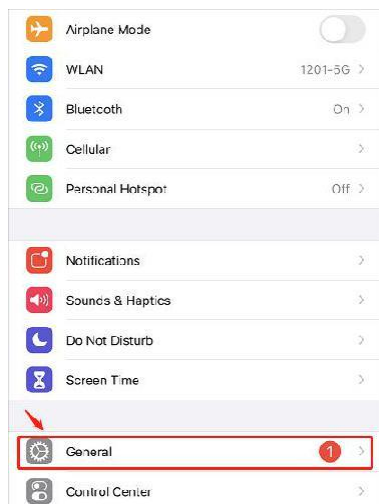 Airplane Mode
WLAN 1201-5G
Bluetooth On
Cellular
Personal Hotspot Off
Notifications
Sounds & Haptics
Do Not Disturb
Screen Time
General 1
Control Center